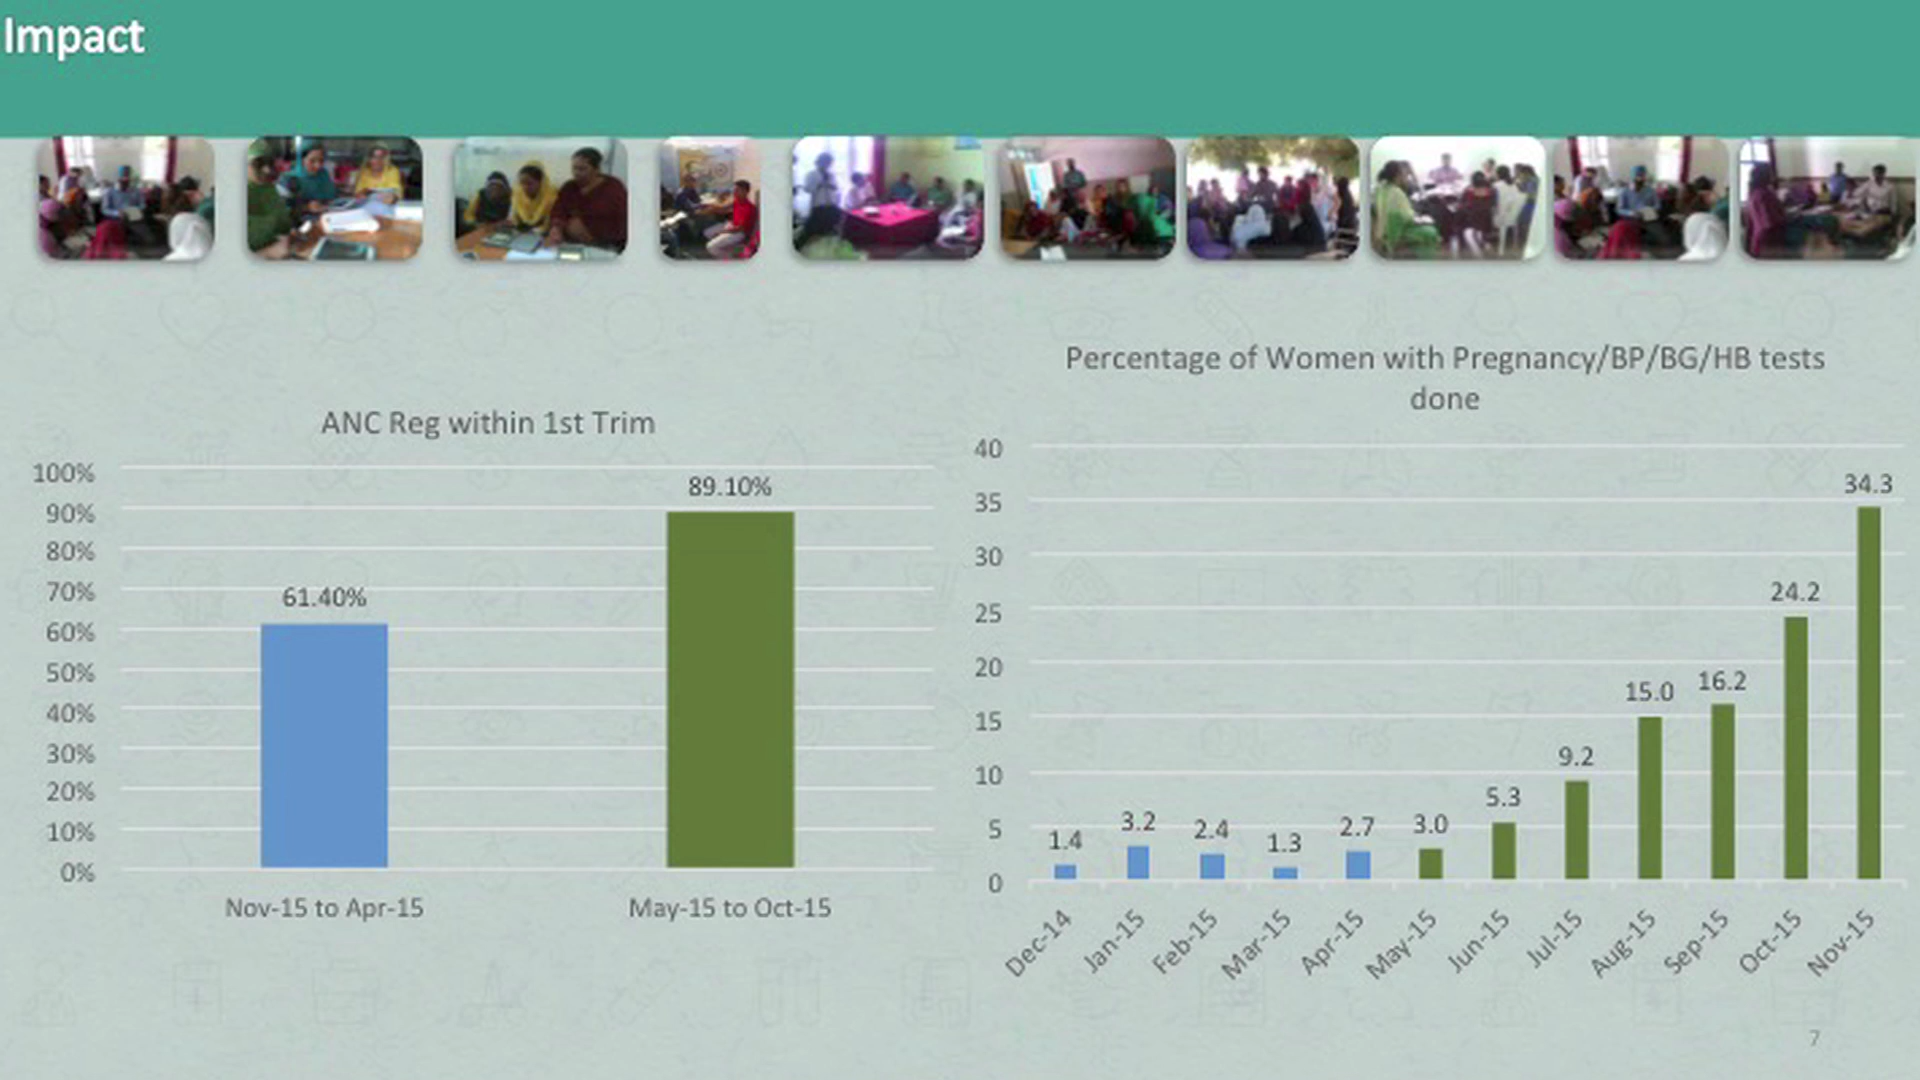 Impact
ANC Reg within 1st Trim
100%
90%
80%
70%
60%
50%
40%
30%
20%
10%
0%
61.40%
89.10%
Nov-15 to Apr-15
May-15 to Oct-15
Percentage of Women with Pregnancy/BP/BG/HB tests
done
40
35
30
25
20
15
10
5
0
1.4
3.2
2.4
1.3
2.7
3.0
5.3
9.2
15.0
16.2
24.2
34.3
Dec-14
Jan-15
Feb-15
Mar-15
Apr-15
May-15
Jun-15
Jul-15
Aug-15
Sep-15
Oct-15
Nov-15
7